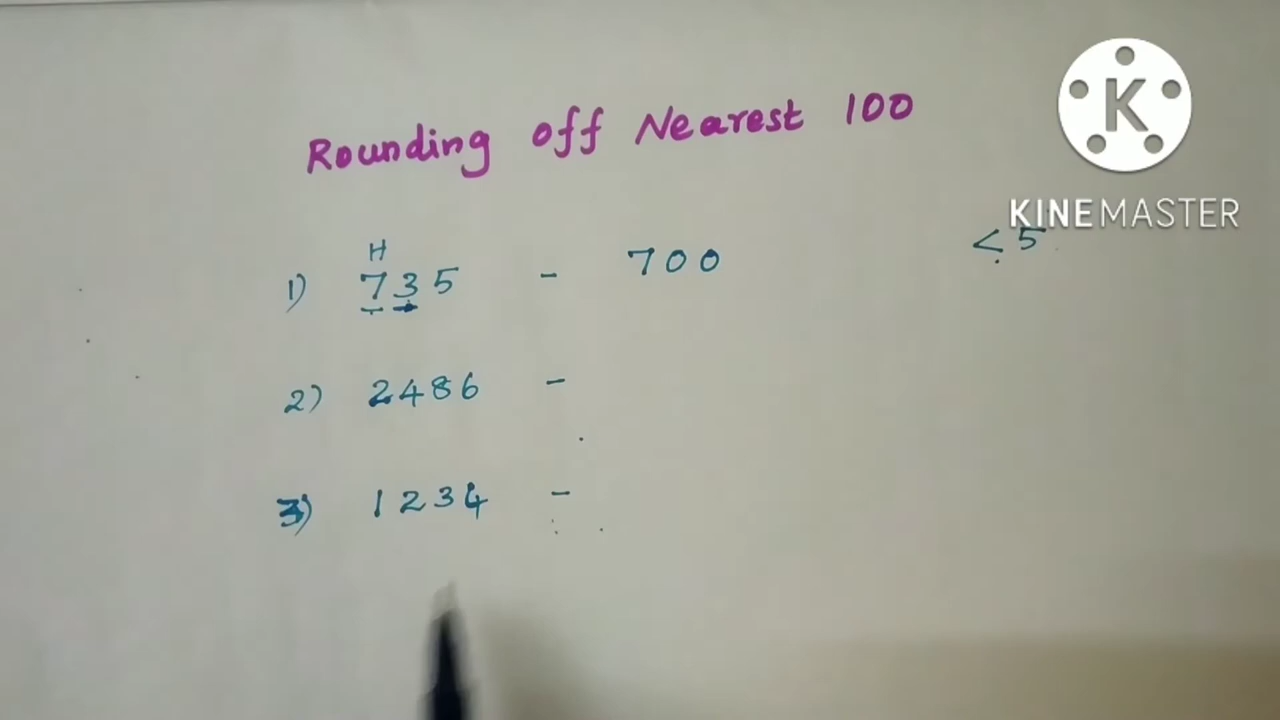 Rounding off Nearest 100
K
KINEMASTER
< 5
H
1) 735 - 700
2) 2486 -
3) 1234 -